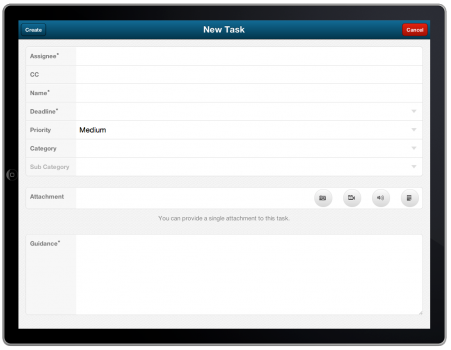 Create New Task Cancel
Assignee*
CC
Name*
Deadline*
Priority Medium
Category
Sub Category
Attachment
You can provide a single attachment to this task.
Guidance*